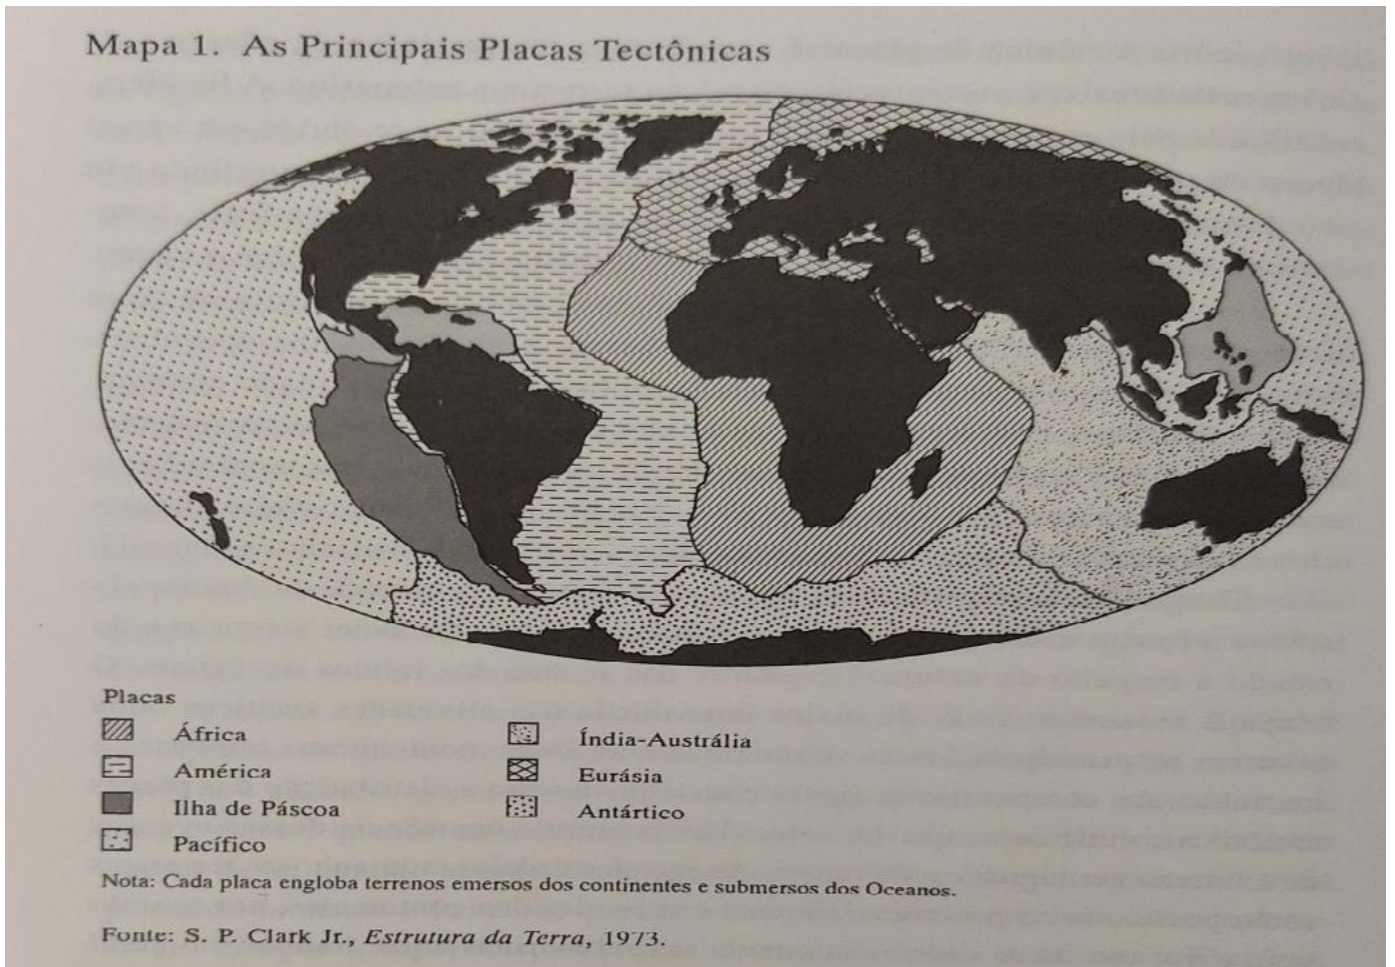 Mapa 1. As Principais Placas Tectônicas
Placas
África
América
Ilha de Páscoa
Pacífico
Índia-Austrália
Eurásia
Antártico
Nota: Cada placa engloba terrenos emersos dos continentes e submersos dos Oceanos.
Fonte: S. P. Clark Jr., Estrutura da Terra, 1973.